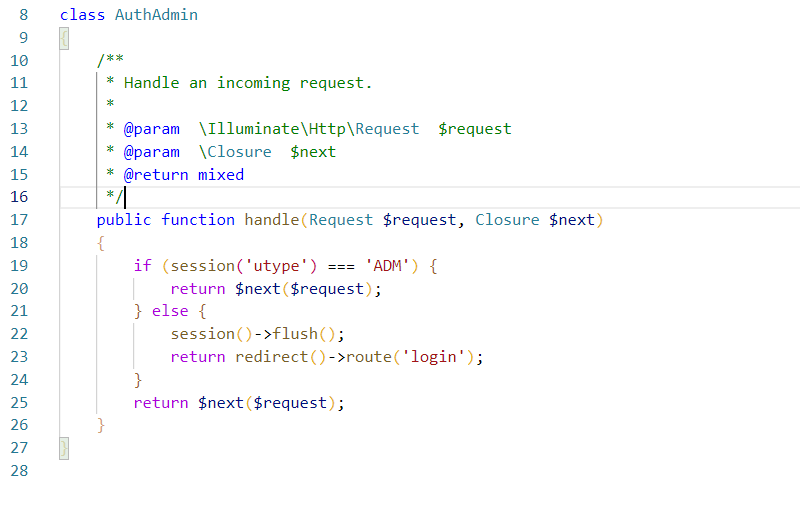 8 class AuthAdmin
9 {
10     /**
11      * Handle an incoming request.
12      *
13      * @param  \Illuminate\Http\Request  $request
14      * @param  \Closure  $next
15      * @return mixed
16      */
17     public function handle(Request $request, Closure $next)
18     {
19         if (session('utype') === 'ADM') {
20             return $next($request);
21         } else {
22             session()->flush();
23             return redirect()->route('login');
24         }
25         return $next($request);
26     }
27 }
28